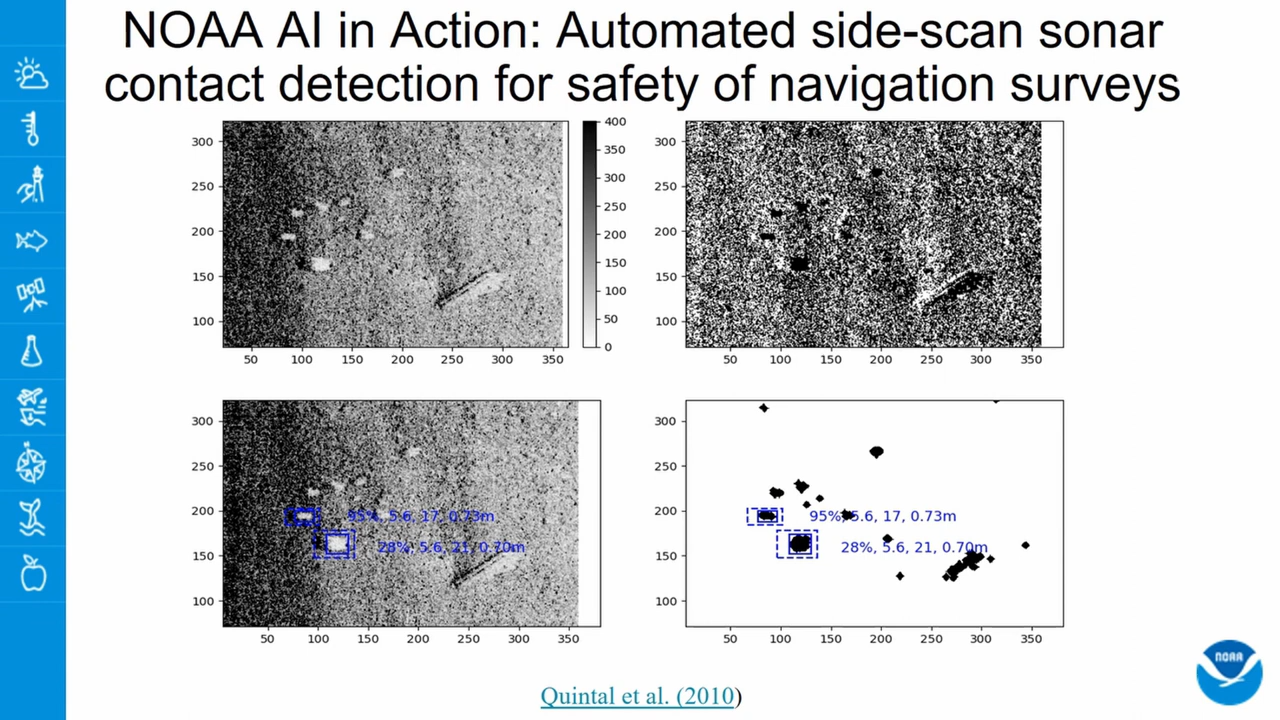 NOAA AI in Action: Automated side-scan sonar
contact detection for safety of navigation surveys
300
250
200
150
100
50 100 150 200 250 300 350
400
350
300
250
200
150
100
50
0
300
250
200
150
100
50 100 150 200 250 300 350
300
250
200
150
100
95%, 5.6, 17, 0.73m
28%, 5.6, 21, 0.70m
50 100 150 200 250 300 350
300
250
200
150
100
95%, 5.6, 17, 0.73m
28%, 5.6, 21, 0.70m
50 100 150 200 250 300 350
NOAA
Quintal et al. (2010)